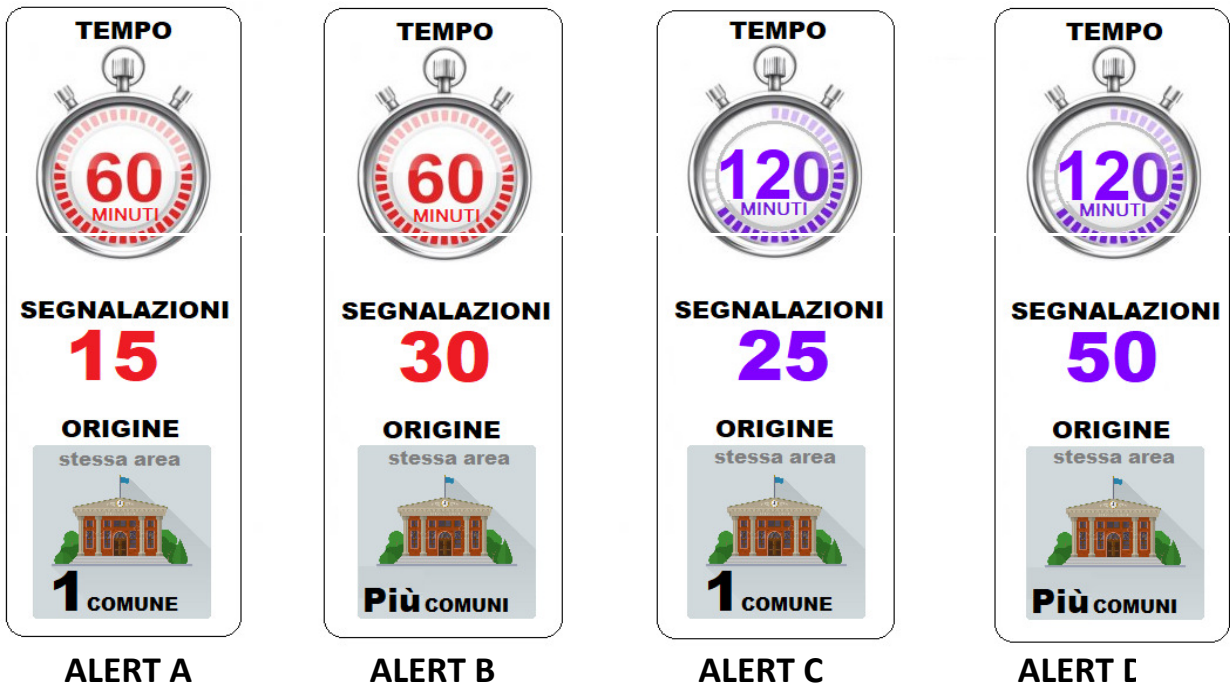 TEMPO
60
MINUTI
SEGNALAZIONI
15
ORIGINE
stessa area
1 COMUNE
ALERT A
TEMPO
60
MINUTI
SEGNALAZIONI
30
ORIGINE
stessa area
Più COMUNI
ALERT B
TEMPO
120
MINUTI
SEGNALAZIONI
25
ORIGINE
stessa area
1 COMUNE
ALERT C
TEMPO
120
MINUTI
SEGNALAZIONI
50
ORIGINE
stessa area
Più COMUNI
ALERT